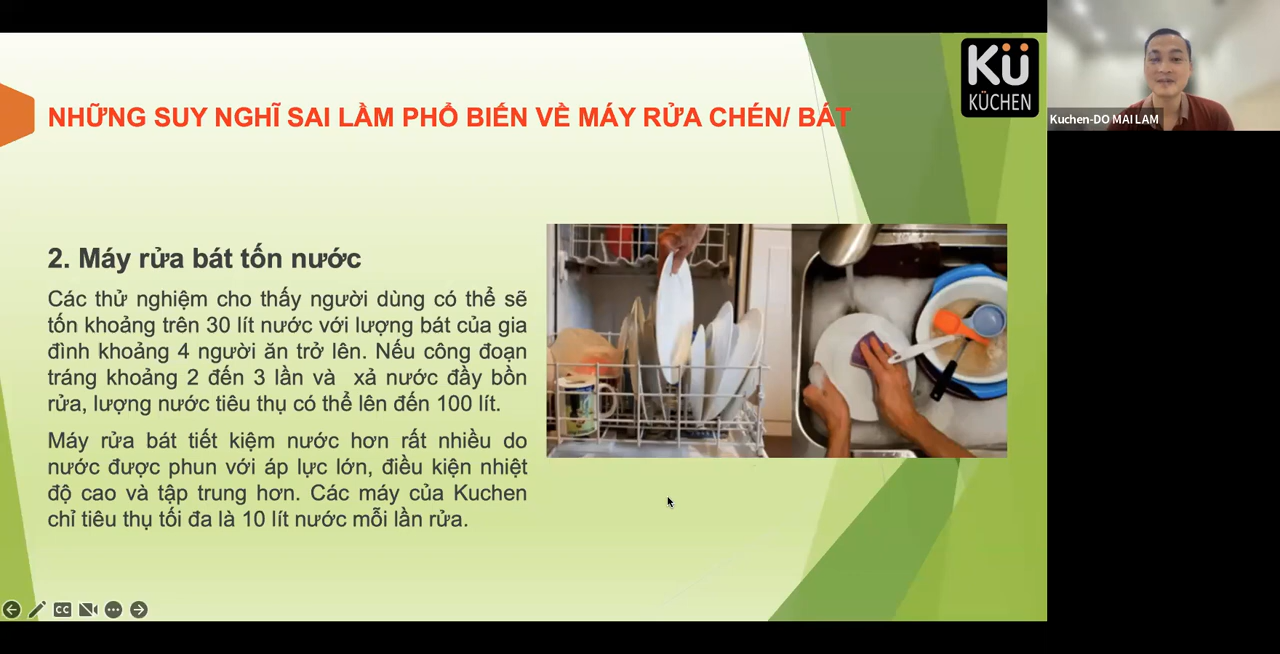 NHỮNG SUY NGHĨ SAI LẦM PHỔ BIẾN VỀ MÁY RỬA CHÉN/ BÁT
Kü
KÜCHEN
Kuchen-DO MAI LAM
2. Máy rửa bát tốn nước
Các thử nghiệm cho thấy người dùng có thể sẽ
tốn khoảng trên 30 lít nước với lượng bát của gia
đình khoảng 4 người ăn trở lên. Nếu công đoạn
tráng khoảng 2 đến 3 lần và xả nước đầy bồn
rửa, lượng nước tiêu thụ có thể lên đến 100 lít.
Máy rửa bát tiết kiệm nước hơn rất nhiều do
nước được phun với áp lực lớn, điều kiện nhiệt
độ cao và tập trung hơn. Các máy của Kuchen
chỉ tiêu thụ tối đa là 10 lít nước mỗi lần rửa.
CC